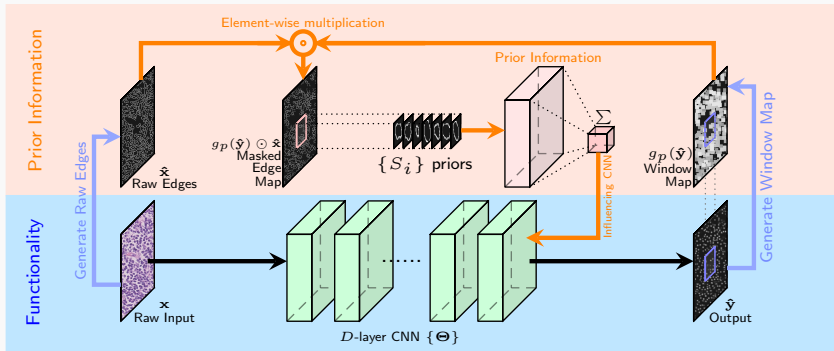 Element-wise multiplication
Prior Information
Prior Information
Σ
g_p(ŷ) ⊙ x̂
Masked
Edge
Map
{S_i} priors
x̂
Raw Edges
g_p(ŷ)
Window
Map
Influencing CNN
Generate Raw Edges
Generate Window Map
Functionality
x
Raw Input
......
D-layer CNN {Θ}
ŷ
Output